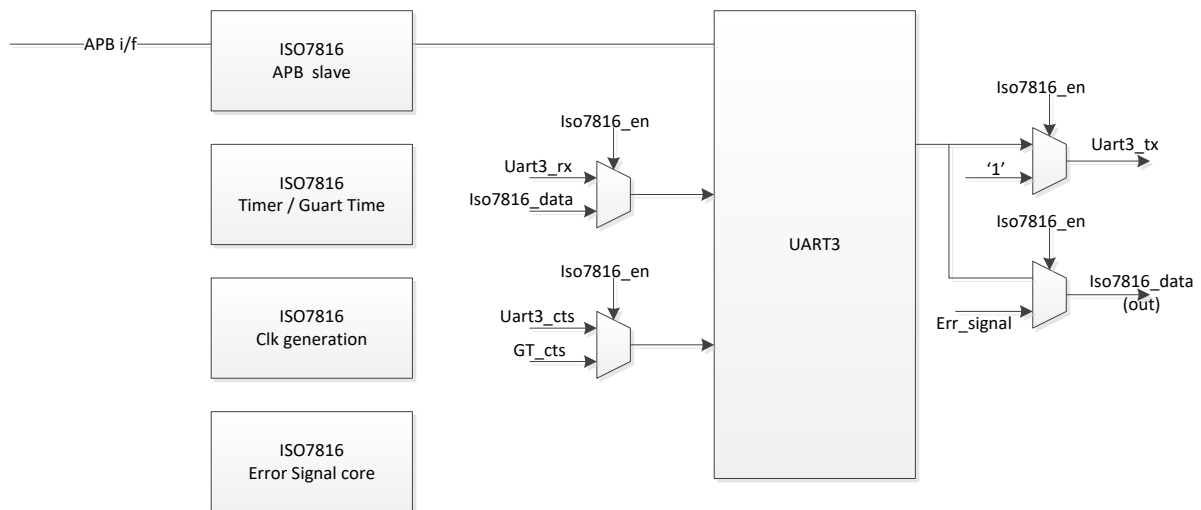 APB i/f
ISO7816
APB slave
ISO7816
Timer / Guart Time
ISO7816
Clk generation
ISO7816
Error Signal core
Iso7816_en
Uart3_rx
Iso7816_data
Iso7816_en
Uart3_cts
GT_cts
UART3
Iso7816_en
Uart3_tx
‘1’
Iso7816_en
Iso7816_data
(out)
Err_signal